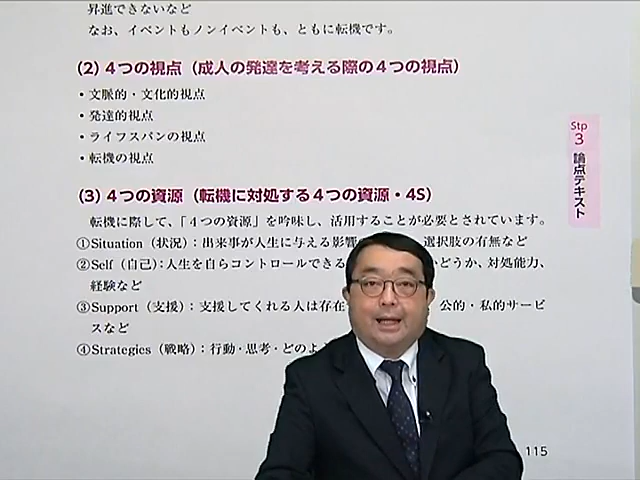 昇進できないなど
なお、イベントもノンイベントも、ともに転機です。
(2) 4つの視点(成人の発達を考える際の4つの視点)
・文脈的・文化的視点
・発達的視点
・ライフスパンの視点
・転機の視点
(3) 4つの資源(転機に対処する4つの資源・4S)
転機に際して、「4つの資源」を吟味し、活用することが必要とされています。
①Situation(状況):出来事が人生に与える影響 選択肢の有無など
②Self(自己):人生を自らコントロールできる かどうか、対処能力、
経験など
③Support(支援):支援してくれる人は存在 公的・私的サービ
スなど
④Strategies(戦略):行動・思考・どのよ
Stp
3
論点テキスト
115